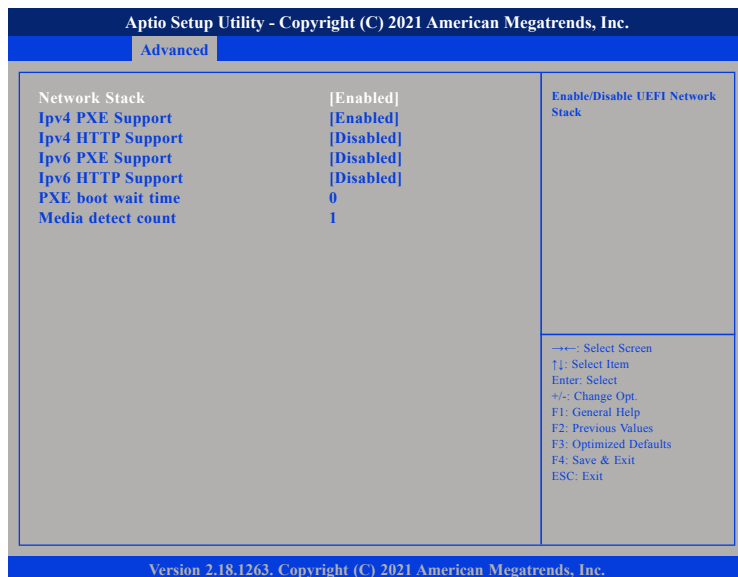 Aptio Setup Utility - Copyright (C) 2021 American Megatrends, Inc.
Advanced
Network Stack [Enabled]
Ipv4 PXE Support [Enabled]
Ipv4 HTTP Support [Disabled]
Ipv6 PXE Support [Disabled]
Ipv6 HTTP Support [Disabled]
PXE boot wait time 0
Media detect count 1
Enable/Disable UEFI Network
Stack
→←: Select Screen
↑↓: Select Item
Enter: Select
+/-: Change Opt.
F1: General Help
F2: Previous Values
F3: Optimized Defaults
F4: Save & Exit
ESC: Exit
Version 2.18.1263. Copyright (C) 2021 American Megatrends, Inc.